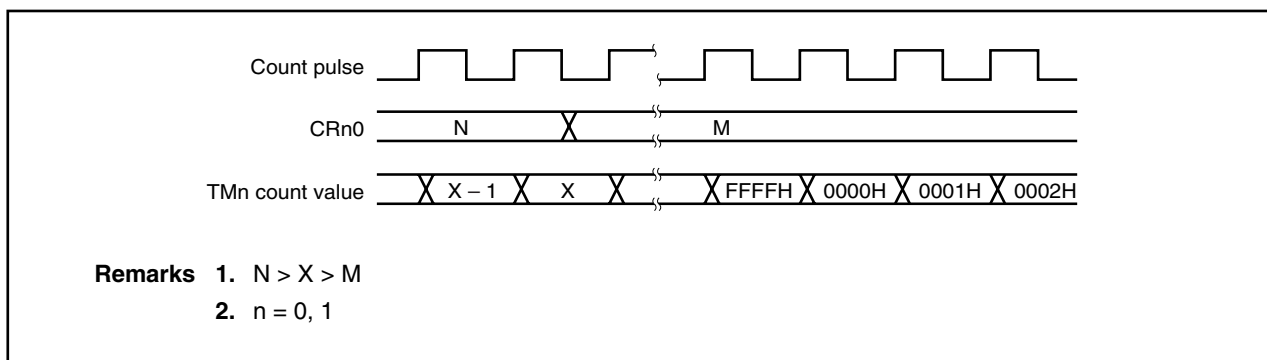 Count pulse
CRn0 N M
TMn count value X – 1 X FFFFH 0000H 0001H 0002H
Remarks 1. N > X > M
2. n = 0, 1